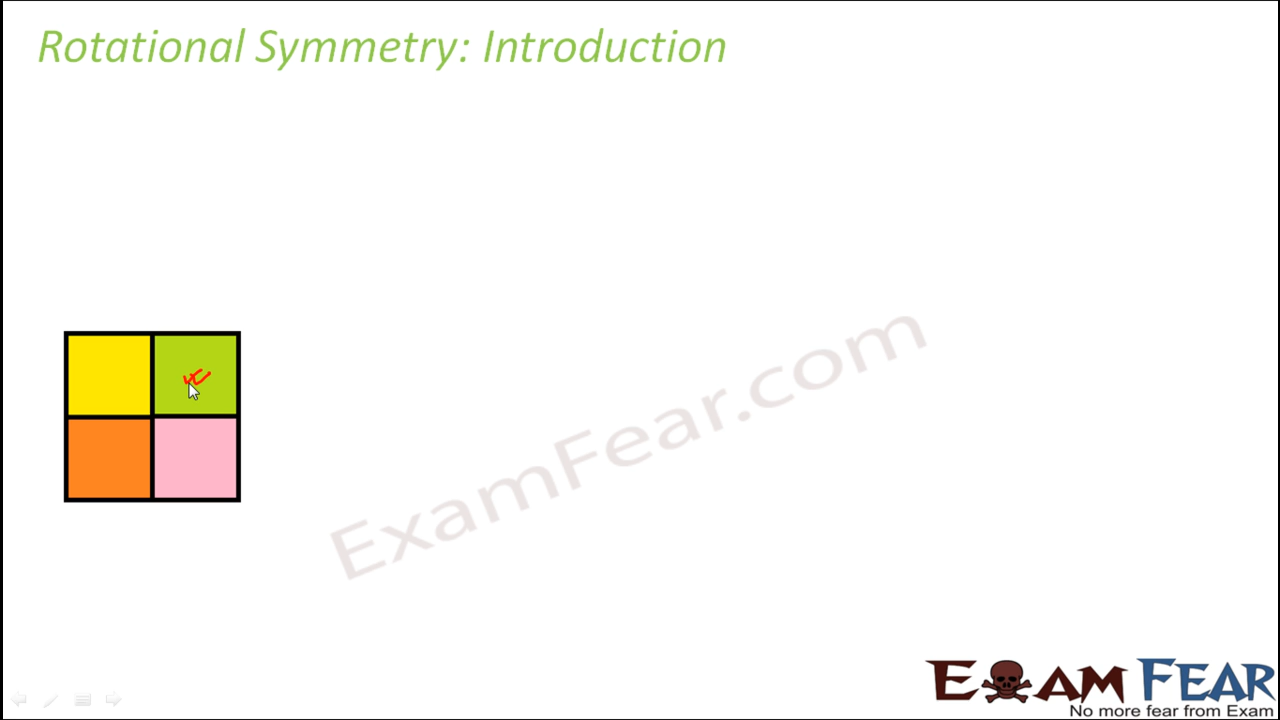 Rotational Symmetry: Introduction
ExamFear.com
EXAM FEAR
No more fear from Exam